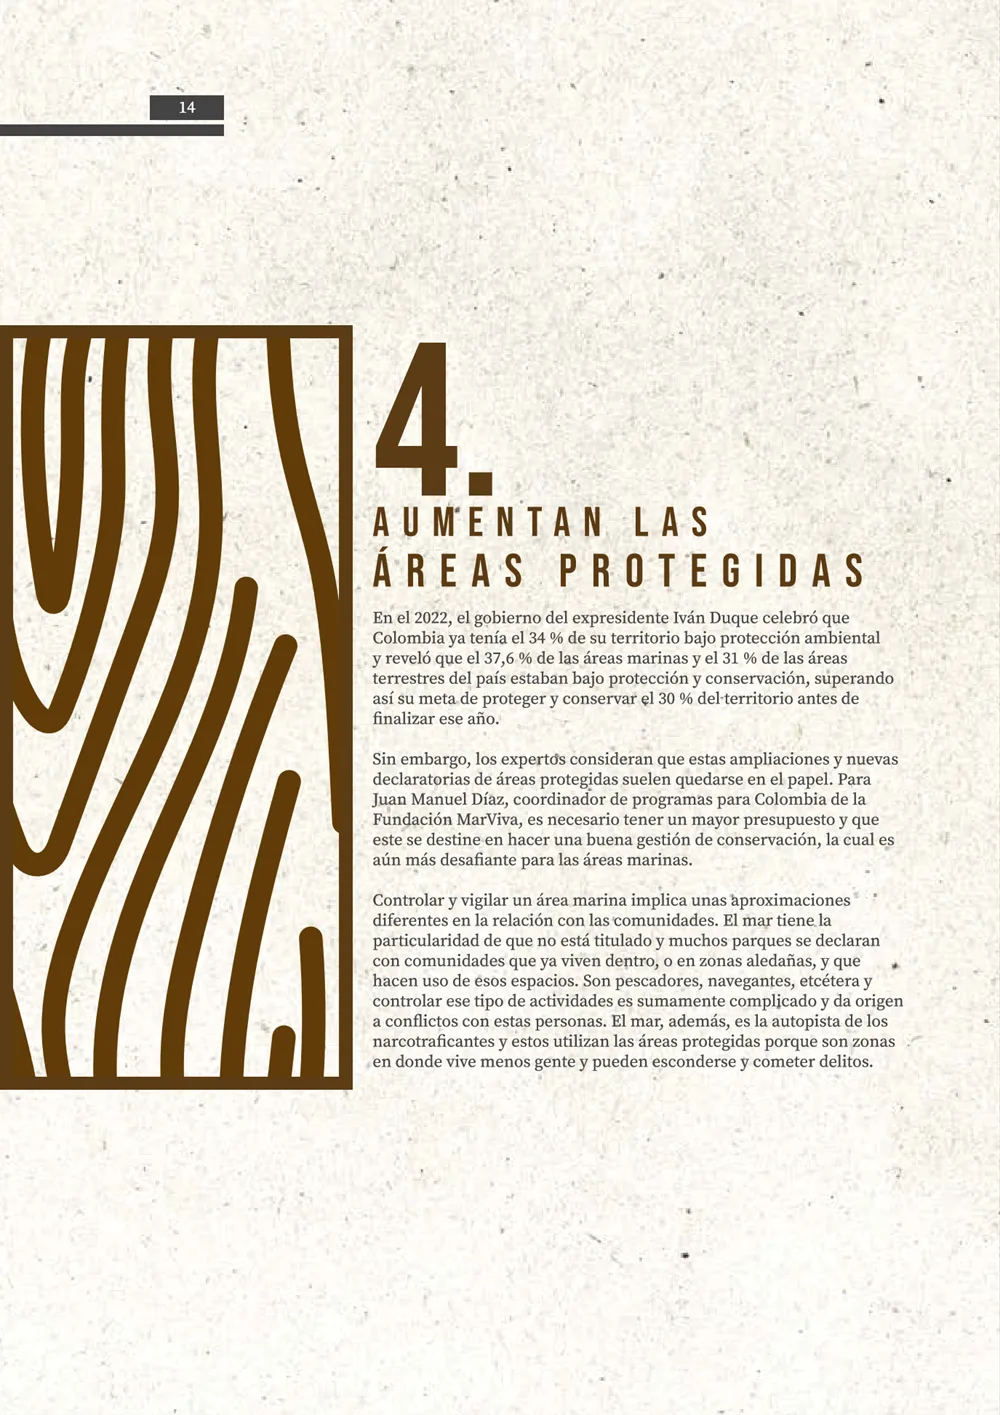 14
4.
AUMENTAN LAS
ÁREAS PROTEGIDAS
En el 2022, el gobierno del expresidente Iván Duque celebró que
Colombia ya tenía el 34 % de su territorio bajo protección ambiental
y reveló que el 37,6 % de las áreas marinas y el 31 % de las áreas
terrestres del país estaban bajo protección y conservación, superando
así su meta de proteger y conservar el 30 % del territorio antes de
finalizar ese año.
Sin embargo, los expertos consideran que estas ampliaciones y nuevas
declaratorias de áreas protegidas suelen quedarse en el papel. Para
Juan Manuel Díaz, coordinador de programas para Colombia de la
Fundación MarViva, es necesario tener un mayor presupuesto y que
este se destine en hacer una buena gestión de conservación, la cual es
aún más desafiante para las áreas marinas.
Controlar y vigilar un área marina implica unas aproximaciones
diferentes en la relación con las comunidades. El mar tiene la
particularidad de que no está titulado y muchos parques se declaran
con comunidades que ya viven dentro, o en zonas aledañas, y que
hacen uso de esos espacios. Son pescadores, navegantes, etcétera y
controlar ese tipo de actividades es sumamente complicado y da origen
a conflictos con estas personas. El mar, además, es la autopista de los
narcotraficantes y estos utilizan las áreas protegidas porque son zonas
en donde vive menos gente y pueden esconderse y cometer delitos.